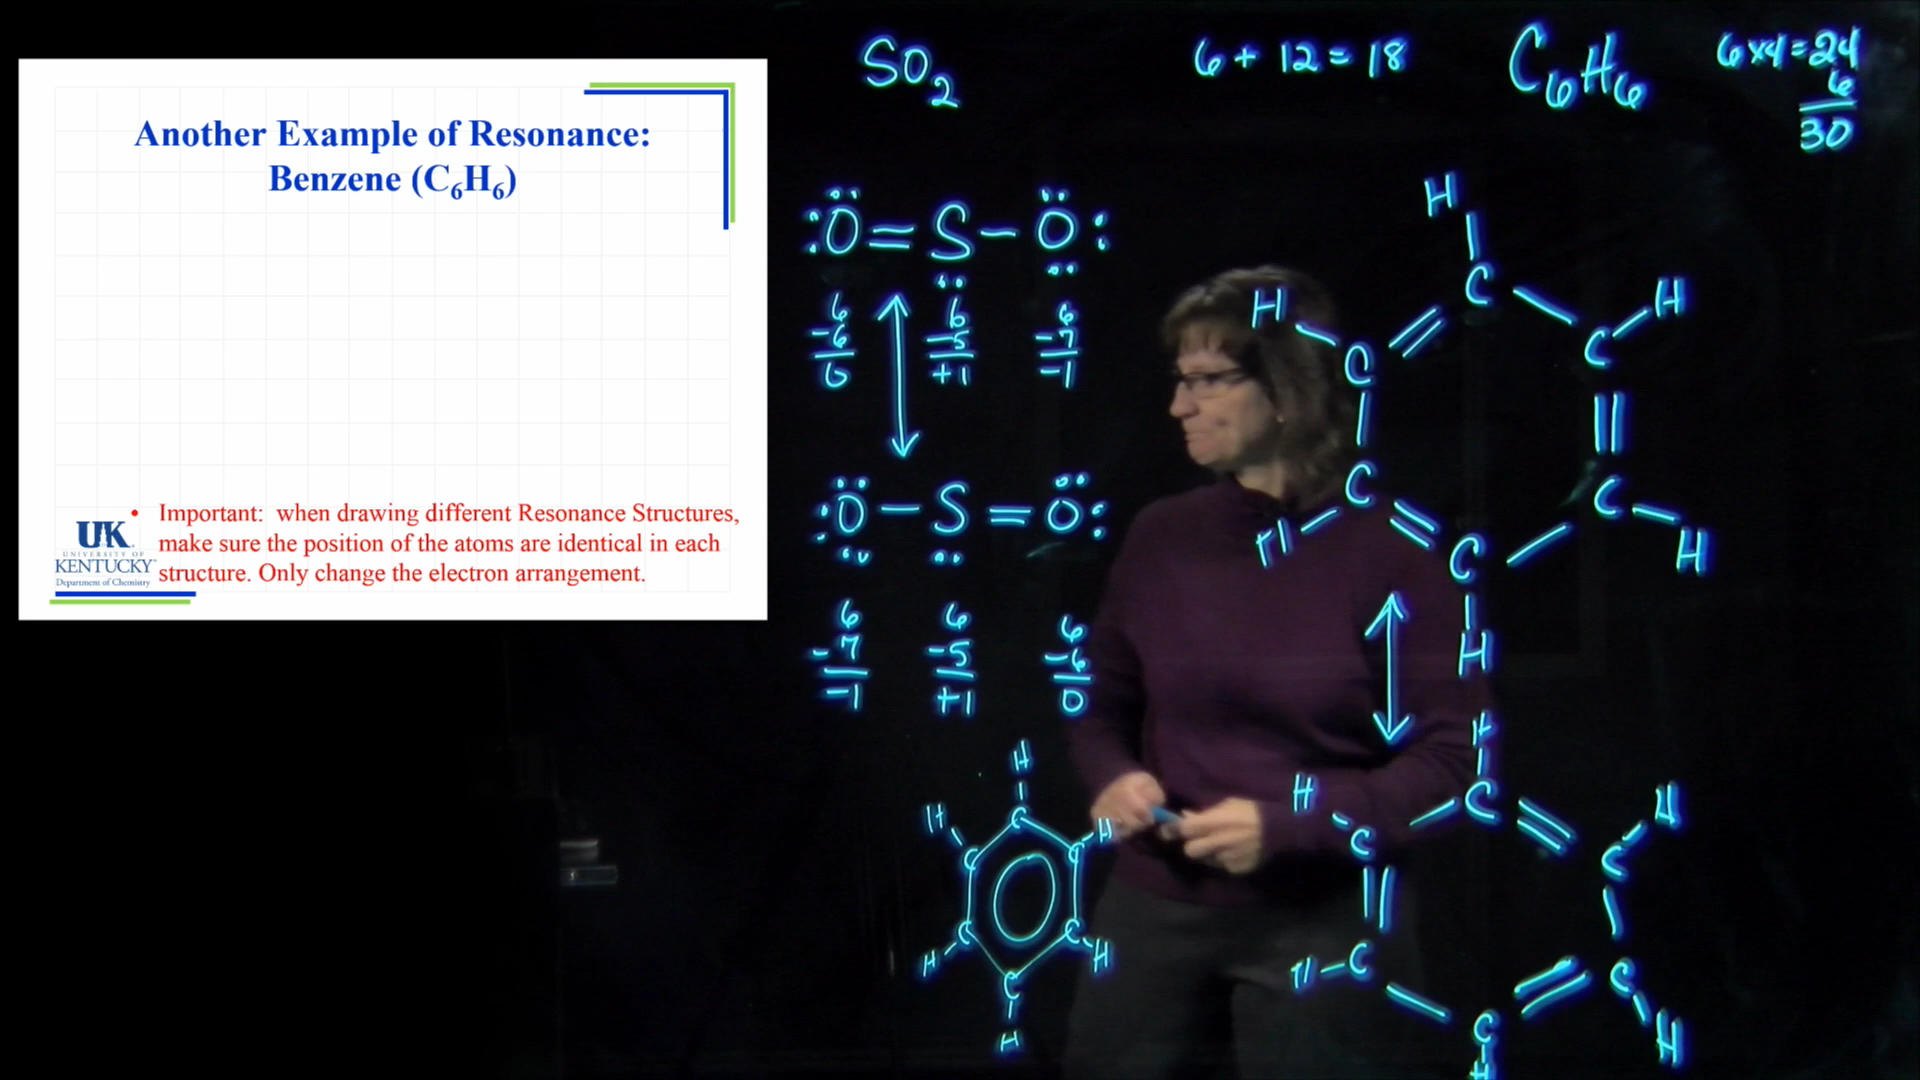 Another Example of Resonance:
Benzene (C₆H₆)
• Important: when drawing different Resonance Structures,
make sure the position of the atoms are identical in each
structure. Only change the electron arrangement.
UK
UNIVERSITY OF
KENTUCKY
Department of Chemistry
SO₂
6 + 12 = 18
:O=S-O:
6 6 6
-6 -5 -7
0 +1 -1
:O-S=O:
6 6 6
-7 -5 -6
-1 +1 0
H
H C H
C C
C C
H H
C
H
C₆H₆
6x4=24
6
30
H
C
H H
C C
C C
H H
C
H
H
C
H H
C C
C C
H H
C
H